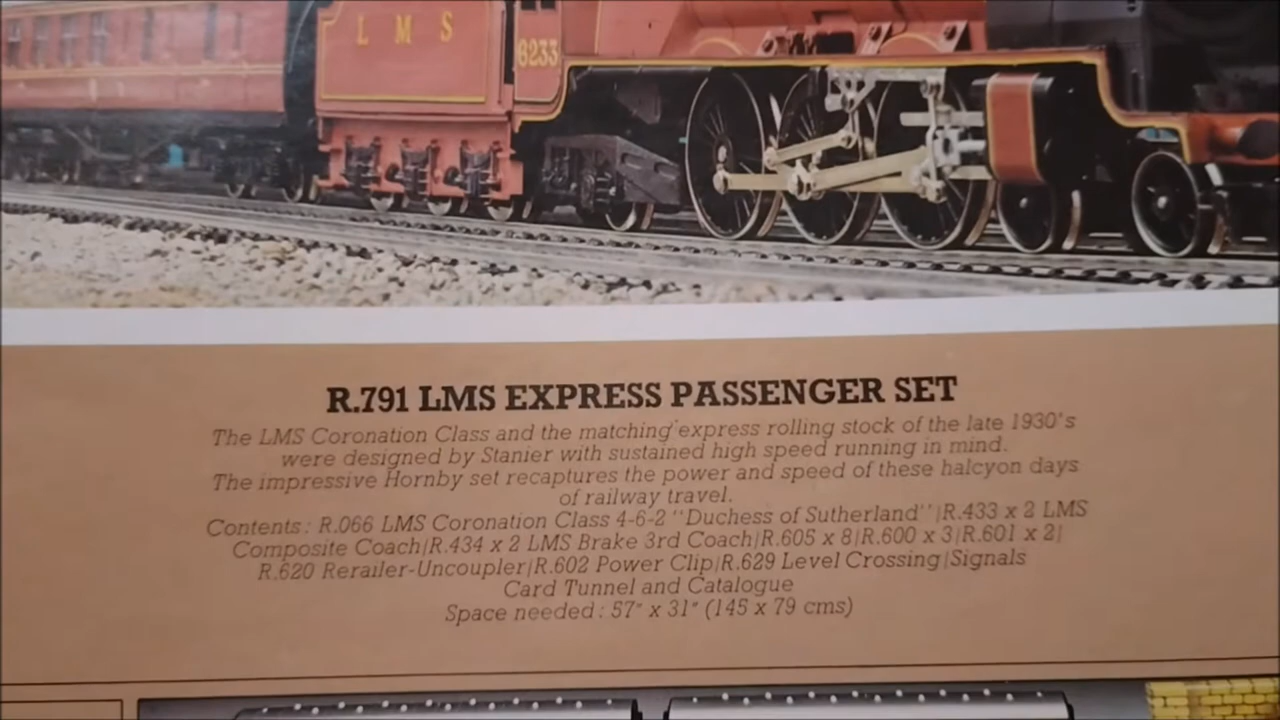 L M S
6233
R.791 LMS EXPRESS PASSENGER SET
The LMS Coronation Class and the matching express rolling stock of the late 1930's
were designed by Stanier with sustained high speed running in mind.
The impressive Hornby set recaptures the power and speed of these halcyon days
of railway travel.
Contents: R.066 LMS Coronation Class 4-6-2 "Duchess of Sutherland"|R.433 x 2 LMS
Composite Coach|R.434 x 2 LMS Brake 3rd Coach|R.605 x 8|R.600 x 3|R.601 x 2|
R.620 Rerailer-Uncoupler|R.602 Power Clip|R.629 Level Crossing|Signals
Card Tunnel and Catalogue
Space needed: 57" x 31" (145 x 79 cms)